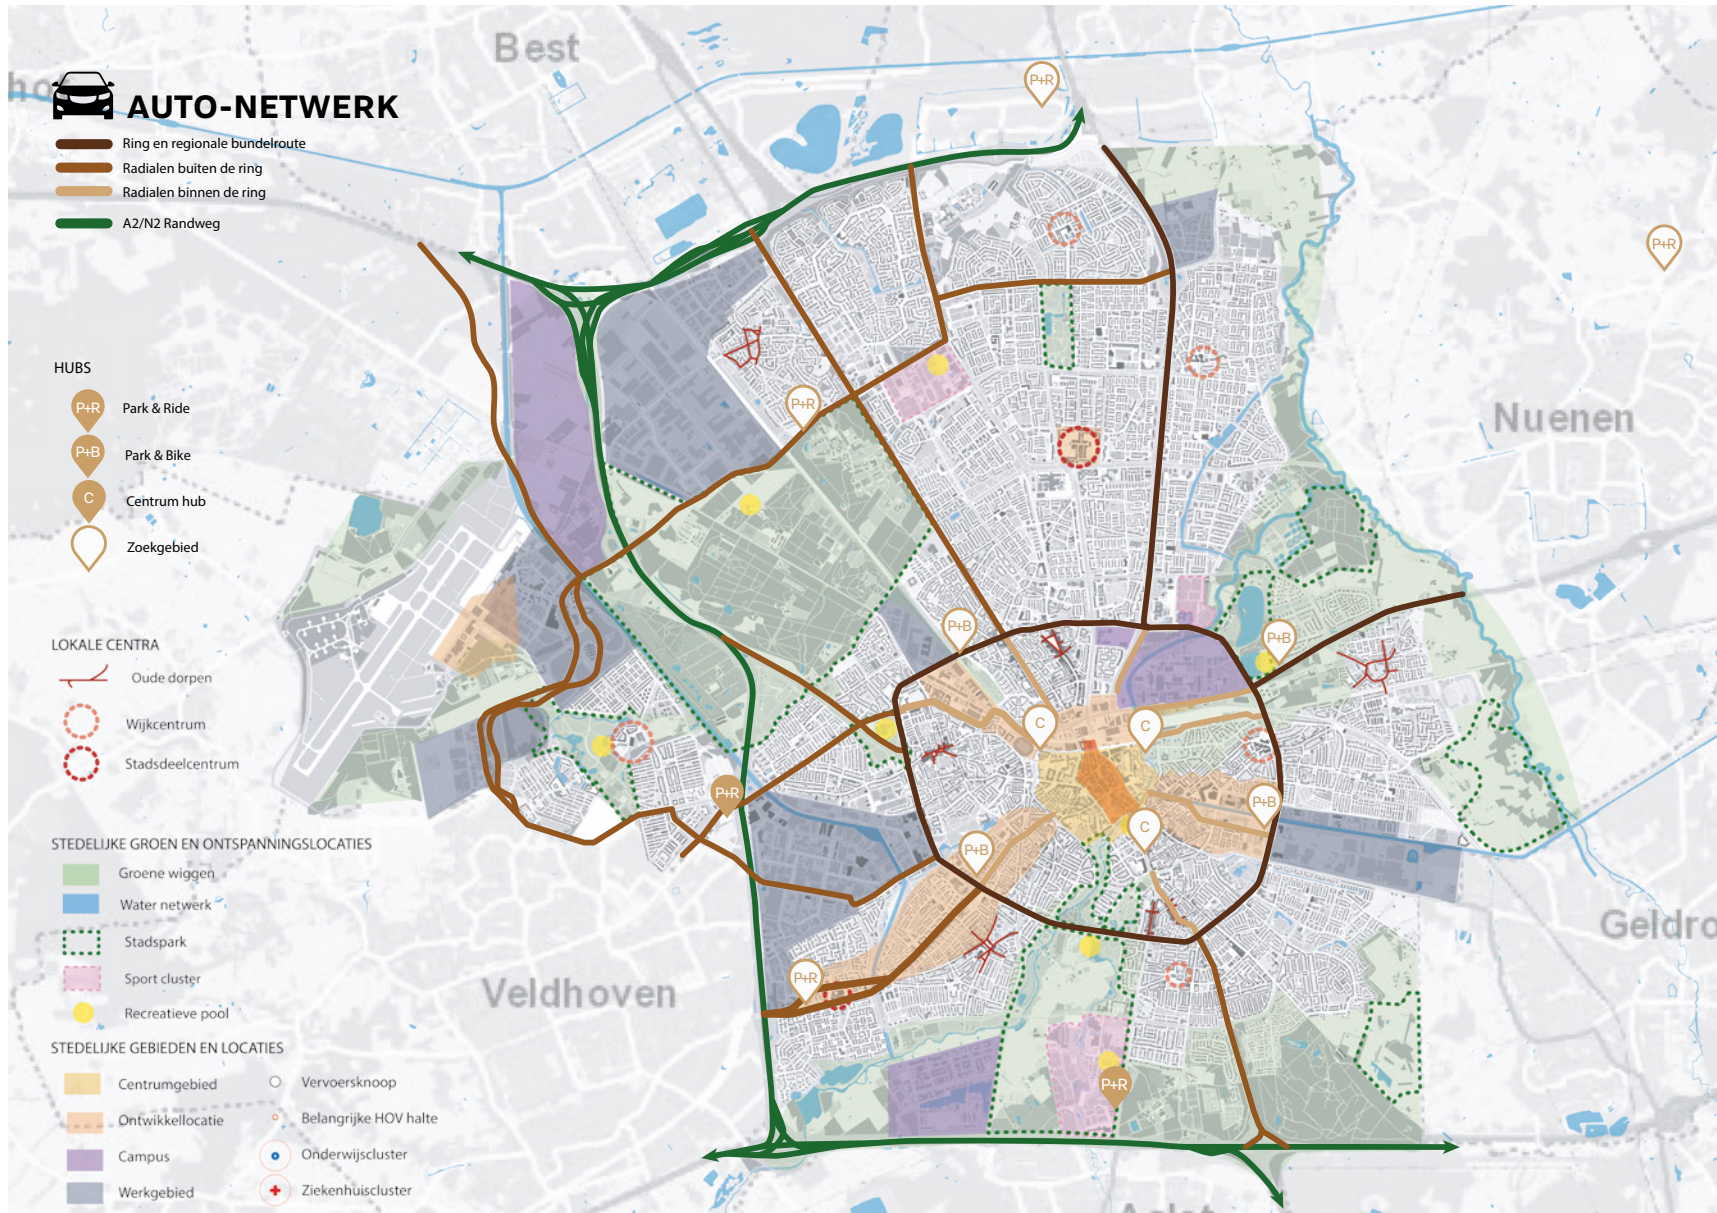 Best
AUTO-NETWERK
Ring en regionale bundelroute
Radialen buiten de ring
Radialen binnen de ring
A2/N2 Randweg
HUBS
P+R Park & Ride
P+B Park & Bike
C Centrum hub
Zoekgebied
LOKALE CENTRA
Oude dorpen
Wijkcentrum
Stadsdeelcentrum
STEDELIJKE GROEN EN ONTSPANNINGSLOCATIES
Groene wiggen
Water netwerk
Stadspark
Sport cluster
Recreatieve pool
STEDELIJKE GEBIEDEN EN LOCATIES
Centrumgebied
Ontwikkellocatie
Campus
Werkgebied
Vervoersknoop
Belangrijke HOV halte
Onderwijscluster
Ziekenhuiscluster
P+R
P+R
P+R
Nuenen
P+B
P+B
C
C
P+R
P+B
C
P+B
Geldro
P+R
Veldhoven
P+R